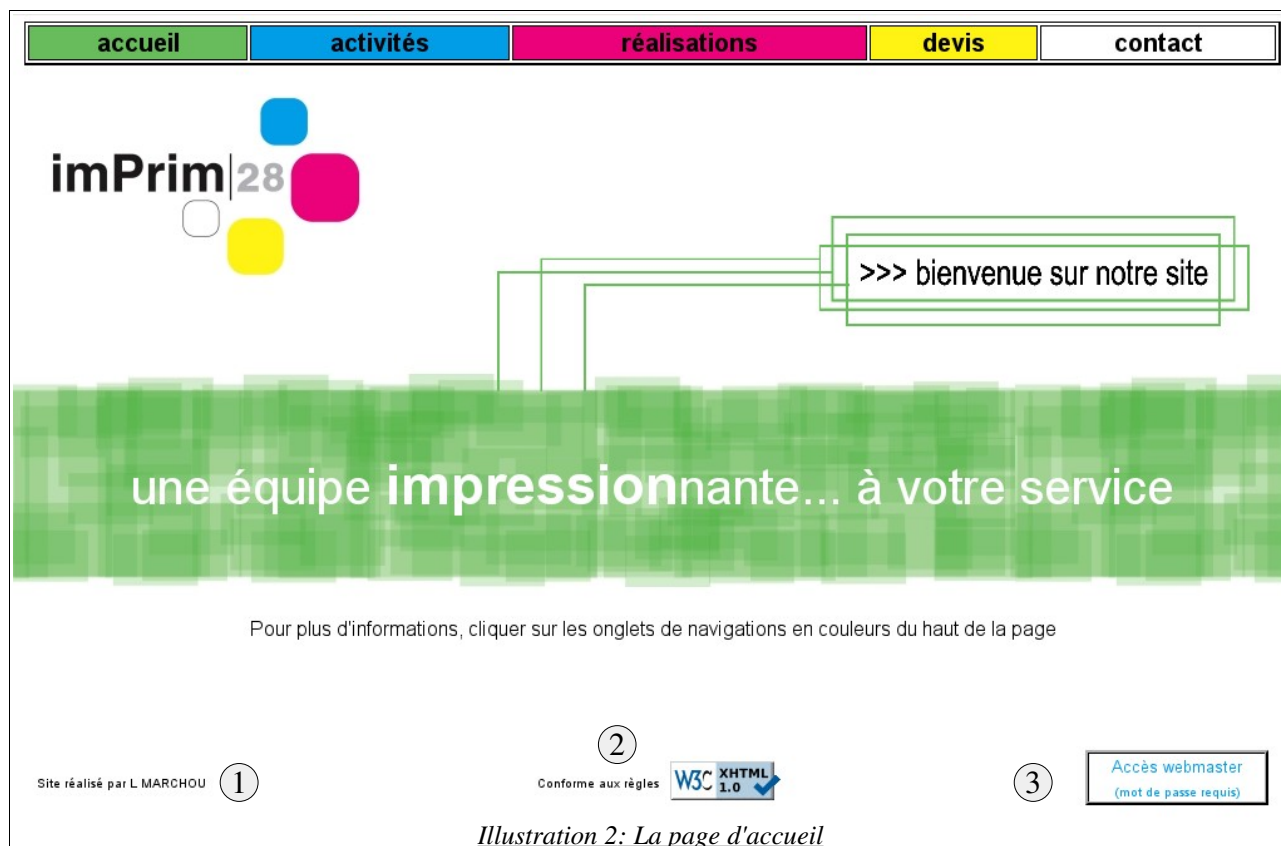 accueil activités réalisations devis contact
imPrim|28
>>> bienvenue sur notre site
une équipe impressionnante... à votre service
Pour plus d'informations, cliquer sur les onglets de navigations en couleurs du haut de la page
2
Site réalisé par L MARCHOU 1 Conforme aux règles W3C XHTML 1.0 3 Accès webmaster
(mot de passe requis)
Illustration 2: La page d'accueil